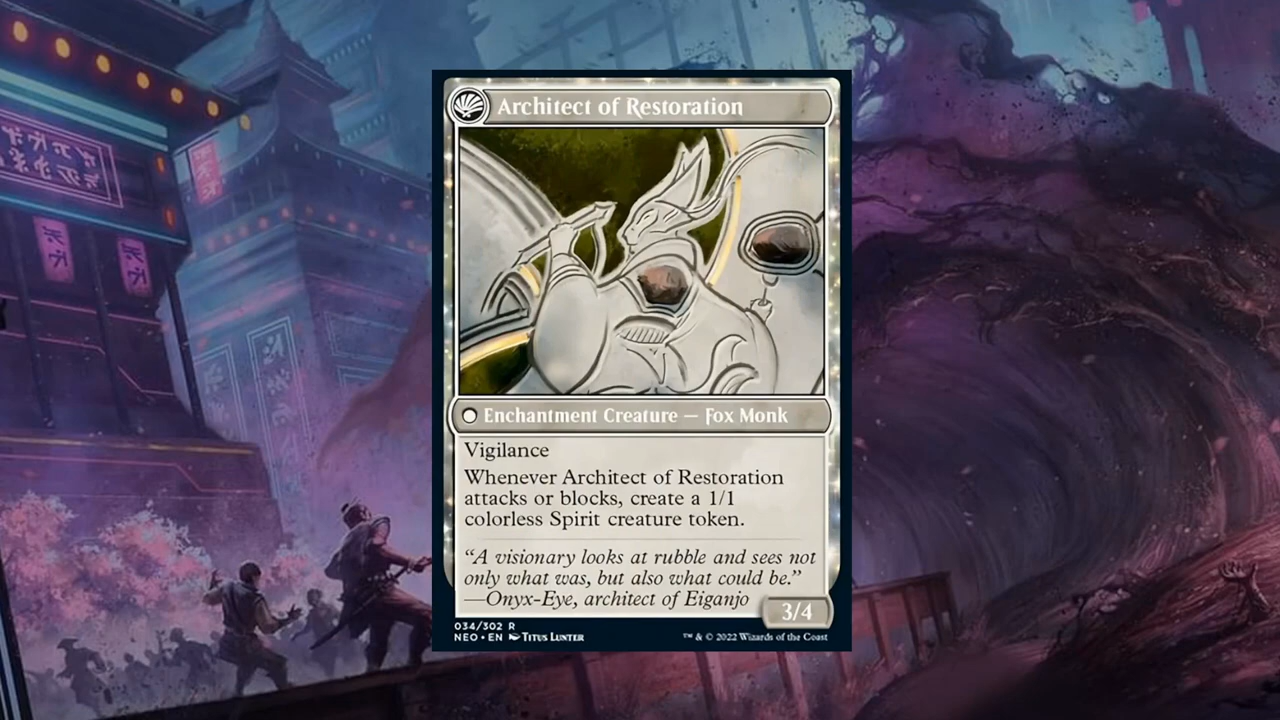 Architect of Restoration
Enchantment Creature — Fox Monk
Vigilance
Whenever Architect of Restoration
attacks or blocks, create a 1/1
colorless Spirit creature token.
“A visionary looks at rubble and sees not
only what was, but also what could be.”
—Onyx-Eye, architect of Eiganjo
3/4
034/302 R
NEO • EN Titus Lunter
™ & © 2022 Wizards of the Coast